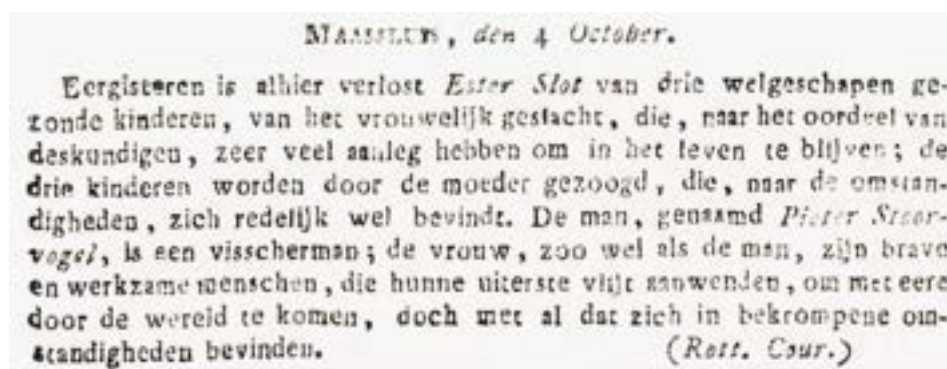 MAASSLUIS, den 4 October.
Eergisteren is alhier verlost Ester Slot van drie welgeschapen ge-
zonde kinderen, van het vrouwelijk geslacht, die, naar het oordeel van
deskundigen, zeer veel aanleg hebben om in het leven te blijven; de
drie kinderen worden door de moeder gezoogd, die, naar de omstan-
digheden, zich redelijk wel bevindt. De man, genaamd Pieter Stoor-
vogel, is een visscherman; de vrouw, zoo wel als de man, zijn brave
en werkzame menschen, die hunne uiterste vlijt aanwenden, om met eere
door de wereld te komen, doch met al dat zich in bekrompene om-
standigheden bevinden. (Rott. Cour.)